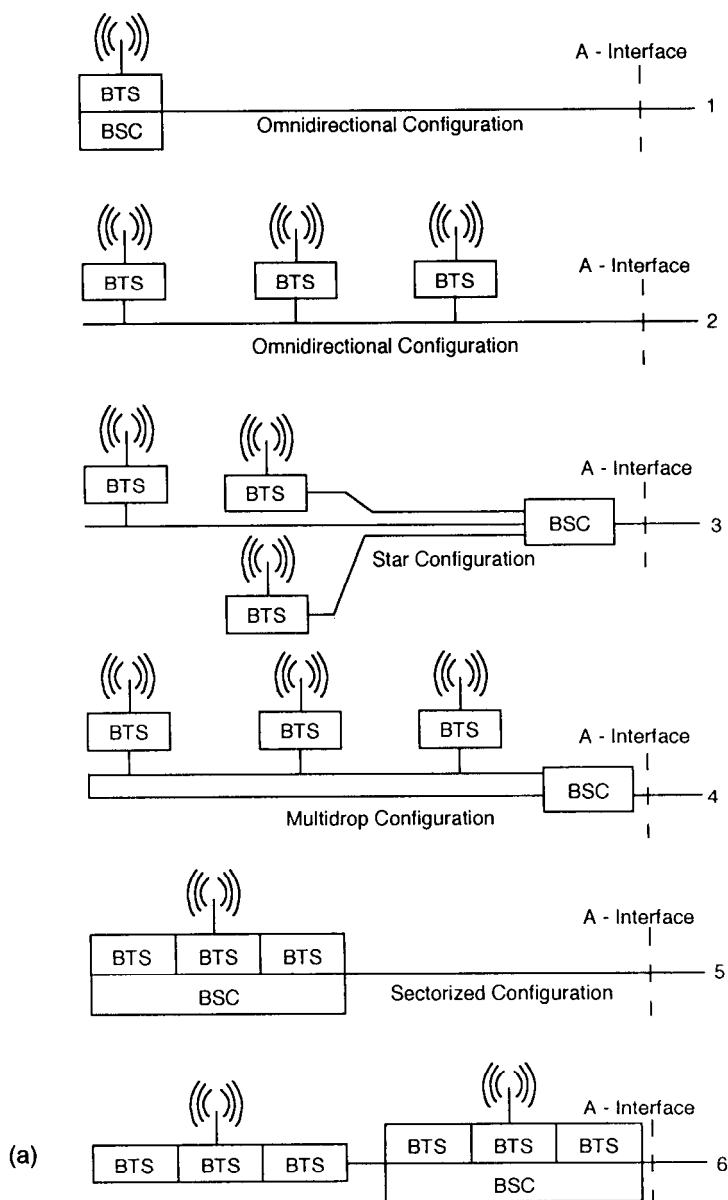 A - Interface
BTS
BSC
Omnidirectional Configuration
1
BTS
BTS
BTS
A - Interface
Omnidirectional Configuration
2
BTS
BTS
A - Interface
BSC
3
Star Configuration
BTS
BTS
BTS
BTS
A - Interface
BSC
4
Multidrop Configuration
A - Interface
BTS
BTS
BTS
BSC
Sectorized Configuration
5
A - Interface
(a)
BTS
BTS
BTS
BTS
BTS
BTS
BSC
6